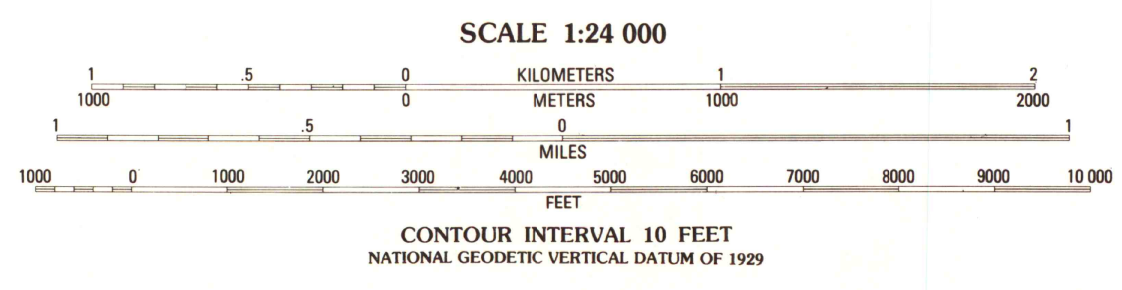 SCALE 1:24 000
1 .5 0 KILOMETERS 1 2
1000 0 METERS 1000 2000
1 .5 0 1
MILES
1000 0 1000 2000 3000 4000 5000 6000 7000 8000 9000 10 000
FEET
CONTOUR INTERVAL 10 FEET
NATIONAL GEODETIC VERTICAL DATUM OF 1929